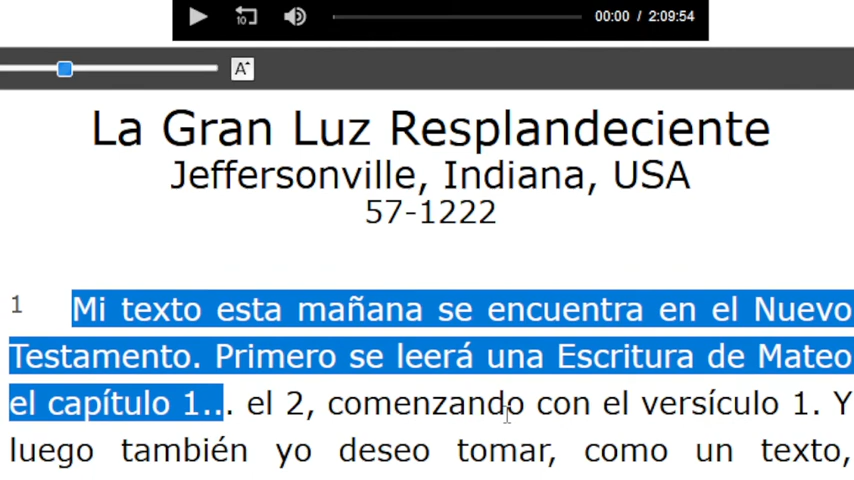 10
00:00 / 2:09:54
A
La Gran Luz Resplandeciente
Jeffersonville, Indiana, USA
57-1222
1 Mi texto esta mañana se encuentra en el Nuevo
Testamento. Primero se leerá una Escritura de Mateo
el capítulo 1... el 2, comenzando con el versículo 1. Y
luego también yo deseo tomar, como un texto,